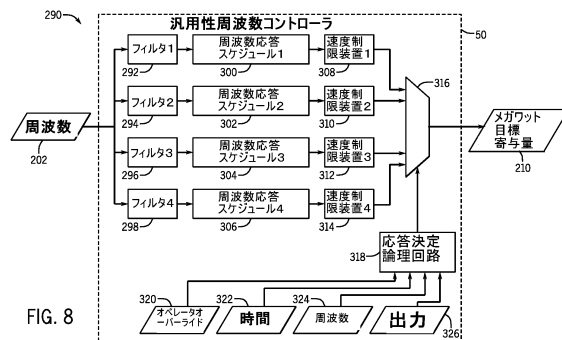 290
汎用性周波数コントローラ
50
フィルタ1
292
周波数応答
スケジュール1
300
速度制
限装置1
308
316
フィルタ2
294
周波数応答
スケジュール2
302
速度制
限装置2
310
周波数
202
メガワット
目標
寄与量
210
フィルタ3
296
周波数応答
スケジュール3
304
速度制
限装置3
312
フィルタ4
298
周波数応答
スケジュール4
306
速度制
限装置4
314
318
応答決定
論理回路
FIG. 8
320
オペレータオ
ーバーライド
322
時間
324
周波数
出力
326